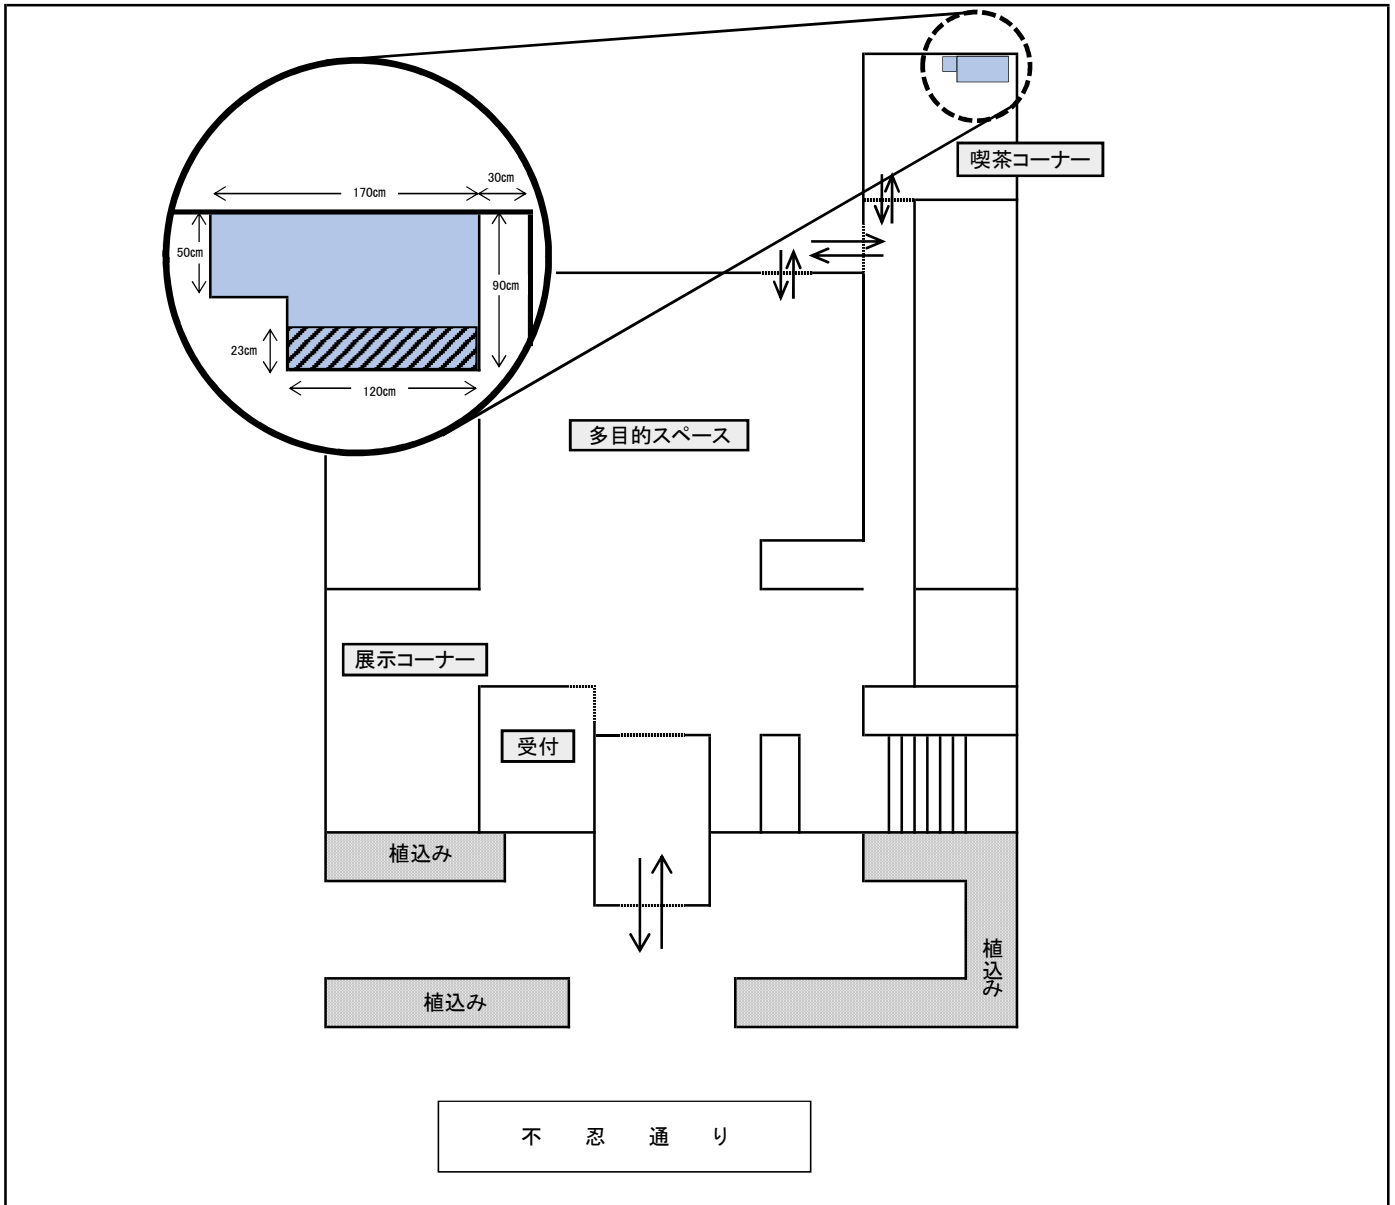 喫茶コーナー
30㎝
170㎝
50㎝
90㎝
23㎝
120㎝
多目的スペース
展示コーナー
受付
植込み
植込み
植込み
不 忍 通 り